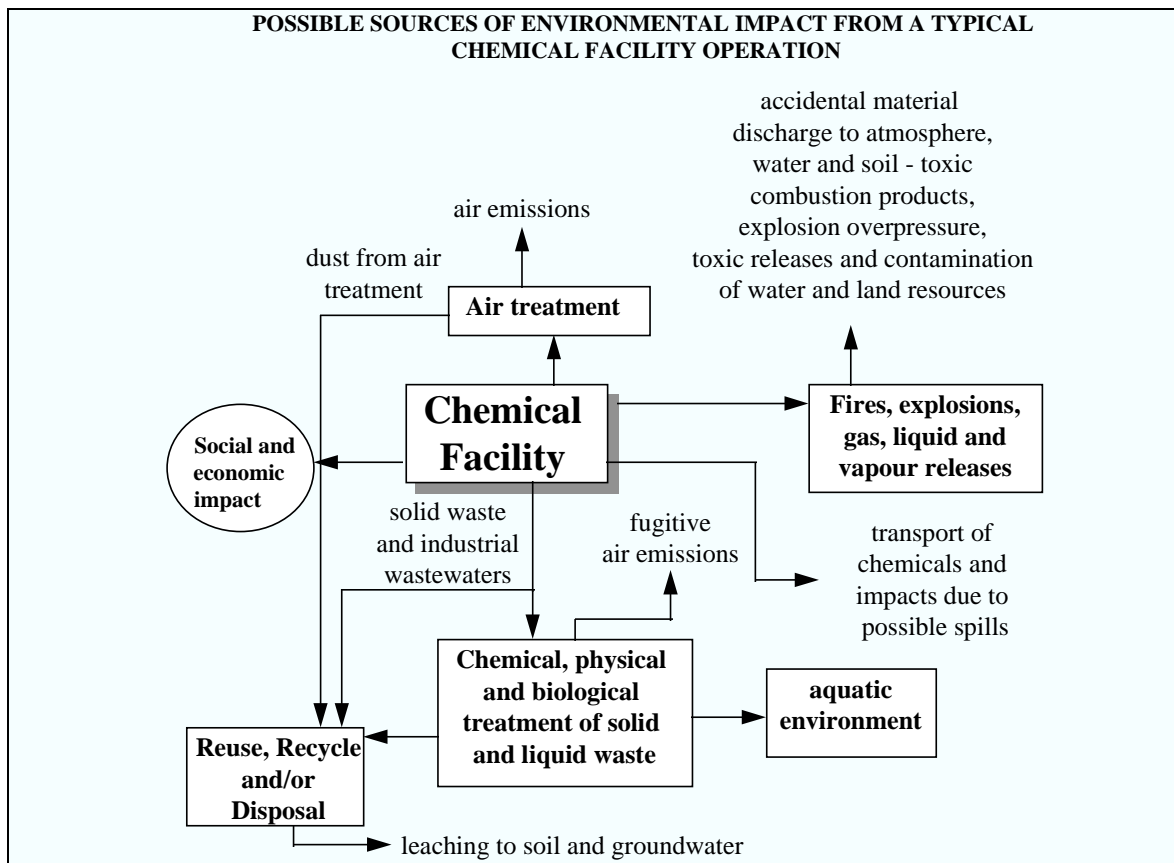 POSSIBLE SOURCES OF ENVIRONMENTAL IMPACT FROM A TYPICAL
CHEMICAL FACILITY OPERATION
accidental material
discharge to atmosphere,
water and soil - toxic
combustion products,
explosion overpressure,
toxic releases and contamination
of water and land resources
air emissions
dust from air
treatment
Air treatment
Chemical
Facility
Fires, explosions,
gas, liquid and
vapour releases
Social and
economic
impact
solid waste
and industrial
wastewaters
fugitive
air emissions
transport of
chemicals and
impacts due to
possible spills
Chemical, physical
and biological
treatment of solid
and liquid waste
aquatic
environment
Reuse, Recycle
and/or
Disposal
leaching to soil and groundwater